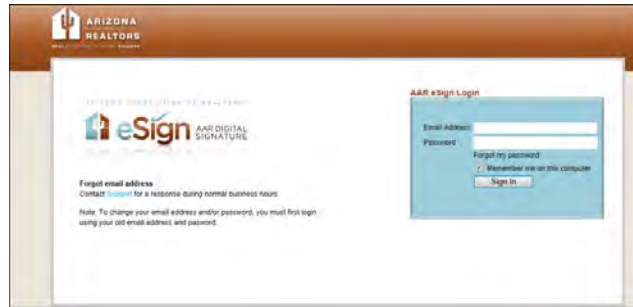 ARIZONA
REALTORS
AAR eSign Login
eSign AAR DIGITAL
SIGNATURE
Email Address
Password
Forgot my password
Remember me on this computer
Sign In
Forgot email address
Contact Support for a response during normal business hours
Note: To change your email address and/or password, you must first login
using your old email address and password.